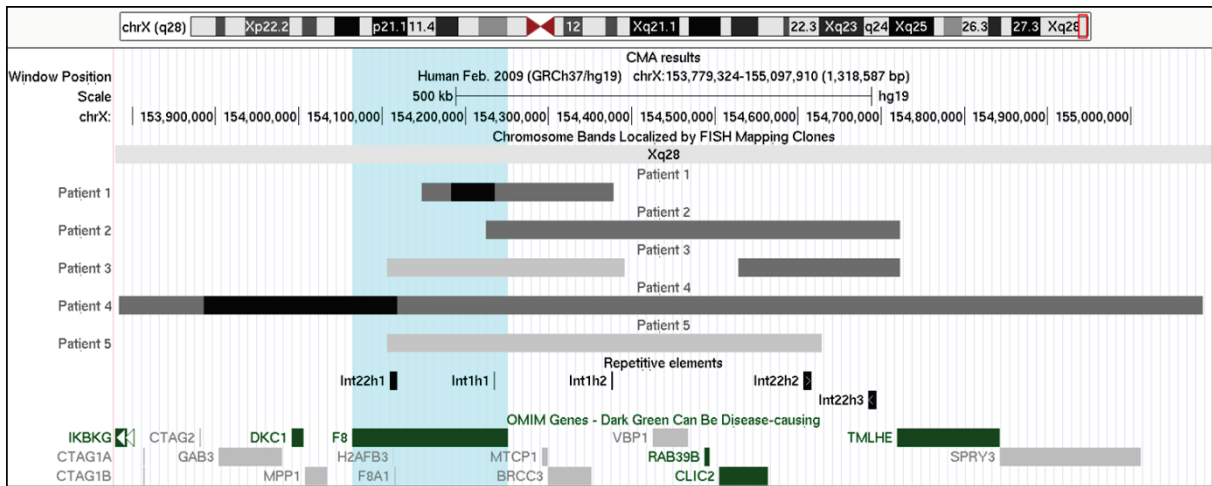 chrX (q28) Xp22.2 p21.1 11.4 12 Xq21.1 22.3 Xq23 q24 Xq25 26.3 27.3 Xq28
CMA results
Window Position Human Feb. 2009 (GRCh37/hg19) chrX:153,779,324-155,097,910 (1,318,587 bp)
Scale 500 kb hg19
chrX: 153,900,000 154,000,000 154,100,000 154,200,000 154,300,000 154,400,000 154,500,000 154,600,000 154,700,000 154,800,000 154,900,000 155,000,000
Chromosome Bands Localized by FISH Mapping Clones
Xq28
Patient 1
Patient 1
Patient 2
Patient 2
Patient 3
Patient 3
Patient 4
Patient 4
Patient 5
Patient 5
Repetitive elements
Int22h1 Int1h1 Int1h2 Int22h2
Int22h3
OMIM Genes - Dark Green Can Be Disease-causing
IKBKG CTAG2 DKC1 F8 VBP1 TMLHE
CTAG1A GAB3 H2AFB3 MTCP1 RAB39B SPRY3
CTAG1B MPP1 F8A1 BRCC3 CLIC2